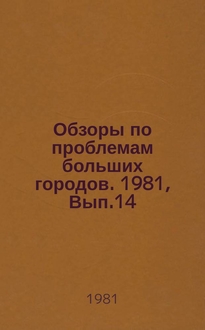 Обзоры по
проблемам
больших
городов. 1981,
Вып.14
1981